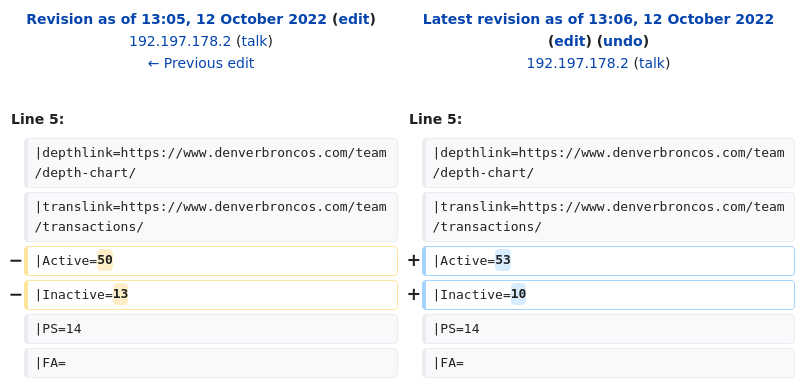 Revision as of 13:05, 12 October 2022 (edit)
192.197.178.2 (talk)
← Previous edit
Latest revision as of 13:06, 12 October 2022
(edit) (undo)
192.197.178.2 (talk)
Line 5:
Line 5:
|depthlink=https://www.denverbroncos.com/team
/depth-chart/
|depthlink=https://www.denverbroncos.com/team
/depth-chart/
|translink=https://www.denverbroncos.com/team
/transactions/
|translink=https://www.denverbroncos.com/team
/transactions/
− |Active=50
+ |Active=53
− |Inactive=13
+ |Inactive=10
|PS=14
|PS=14
|FA=
|FA=